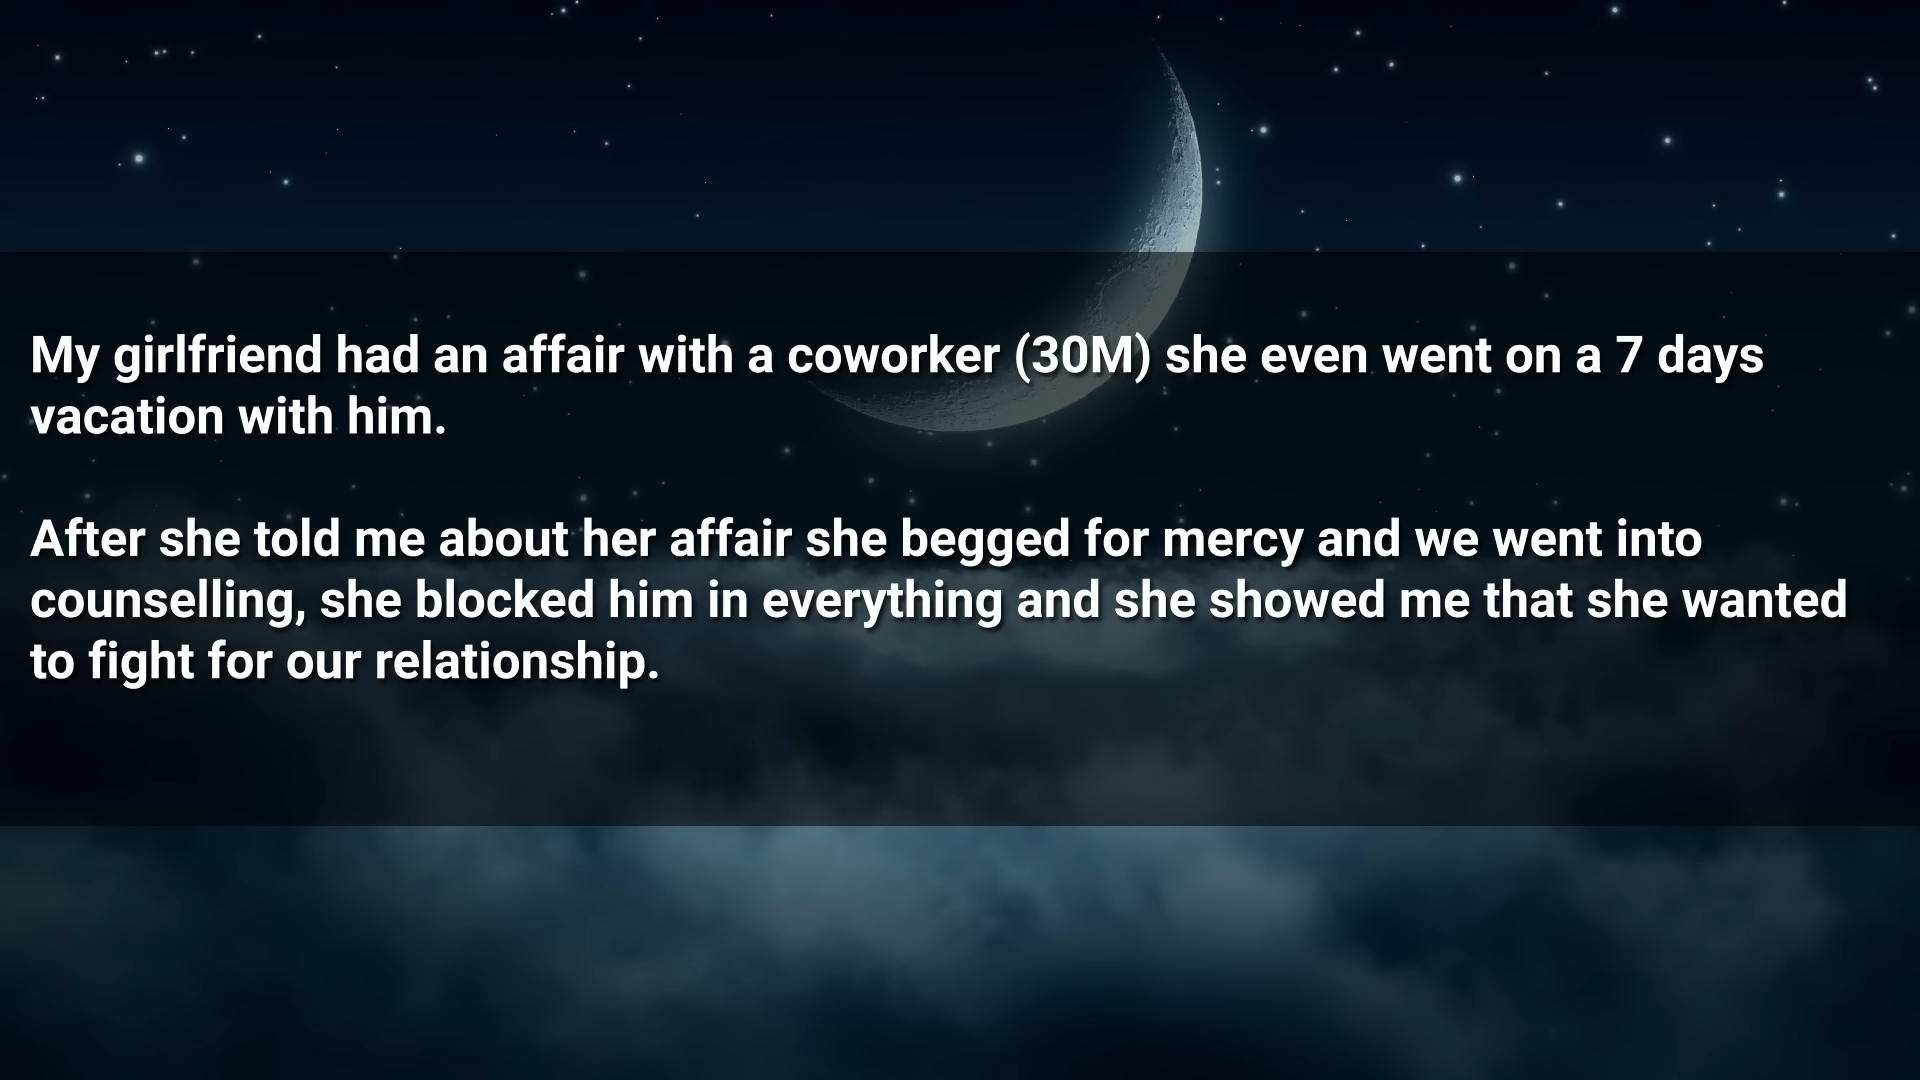 My girlfriend had an affair with a coworker (30M) she even went on a 7 days
vacation with him.
After she told me about her affair she begged for mercy and we went into
counselling, she blocked him in everything and she showed me that she wanted
to fight for our relationship.